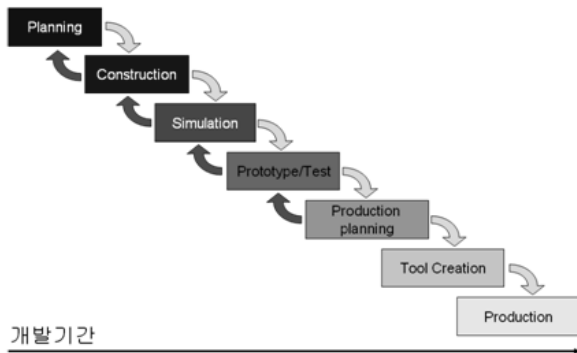 Planning
Construction
Simulation
Prototype/Test
Production
planning
Tool Creation
Production
개발기간